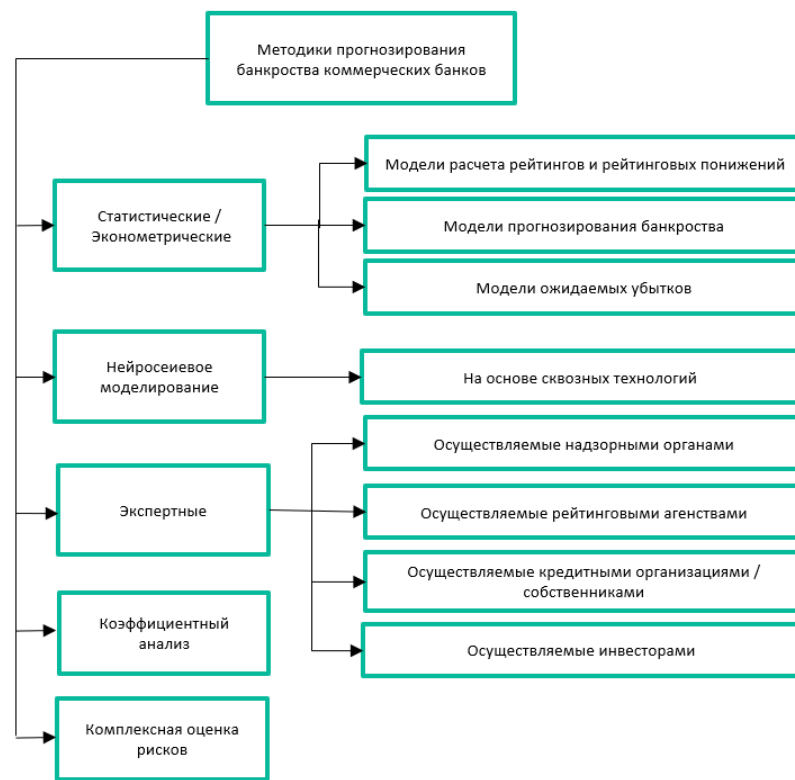 Методики прогнозирования
банкроства коммерческих банков
Статистические /
Эконометрические
Модели расчета рейтингов и рейтинговых понижений
Модели прогнозирования банкроства
Модели ожидаемых убытков
Нейросеиевое
моделирование
На основе сквозных технологий
Экспертные
Осуществляемые надзорными органами
Осуществляемые рейтинговыми агенствами
Осуществляемые кредитными организациями /
собственниками
Осуществляемые инвесторами
Коэффициентный
анализ
Комплексная оценка
рисков